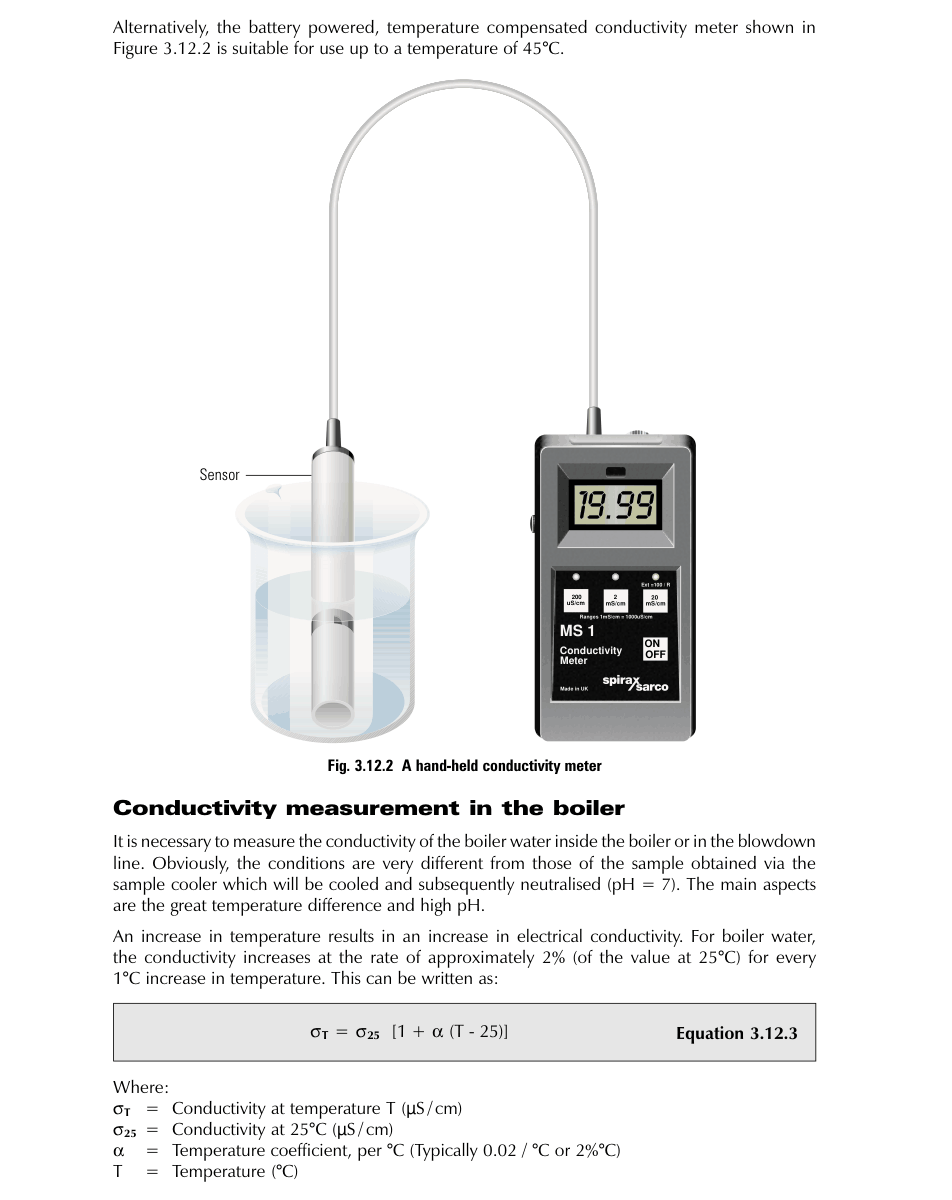 Alternatively, the battery powered, temperature compensated conductivity meter shown in
Figure 3.12.2 is suitable for use up to a temperature of 45°C.
Sensor
19.99
Ext =100 / R
200 uS/cm
2 mS/cm
20 mS/cm
Ranges 1mS/cm = 1000uS/cm
MS 1
Conductivity
Meter
ON
OFF
spirax
sarco
Made in UK
Fig. 3.12.2 A hand-held conductivity meter
Conductivity measurement in the boiler
It is necessary to measure the conductivity of the boiler water inside the boiler or in the blowdown
line. Obviously, the conditions are very different from those of the sample obtained via the
sample cooler which will be cooled and subsequently neutralised (pH = 7). The main aspects
are the great temperature difference and high pH.
An increase in temperature results in an increase in electrical conductivity. For boiler water,
the conductivity increases at the rate of approximately 2% (of the value at 25°C) for every
1°C increase in temperature. This can be written as:
σT = σ25 [1 + α (T - 25)] Equation 3.12.3
Where:
σT = Conductivity at temperature T (µS/cm)
σ25 = Conductivity at 25°C (µS/cm)
α = Temperature coefficient, per °C (Typically 0.02 / °C or 2%°C)
T = Temperature (°C)